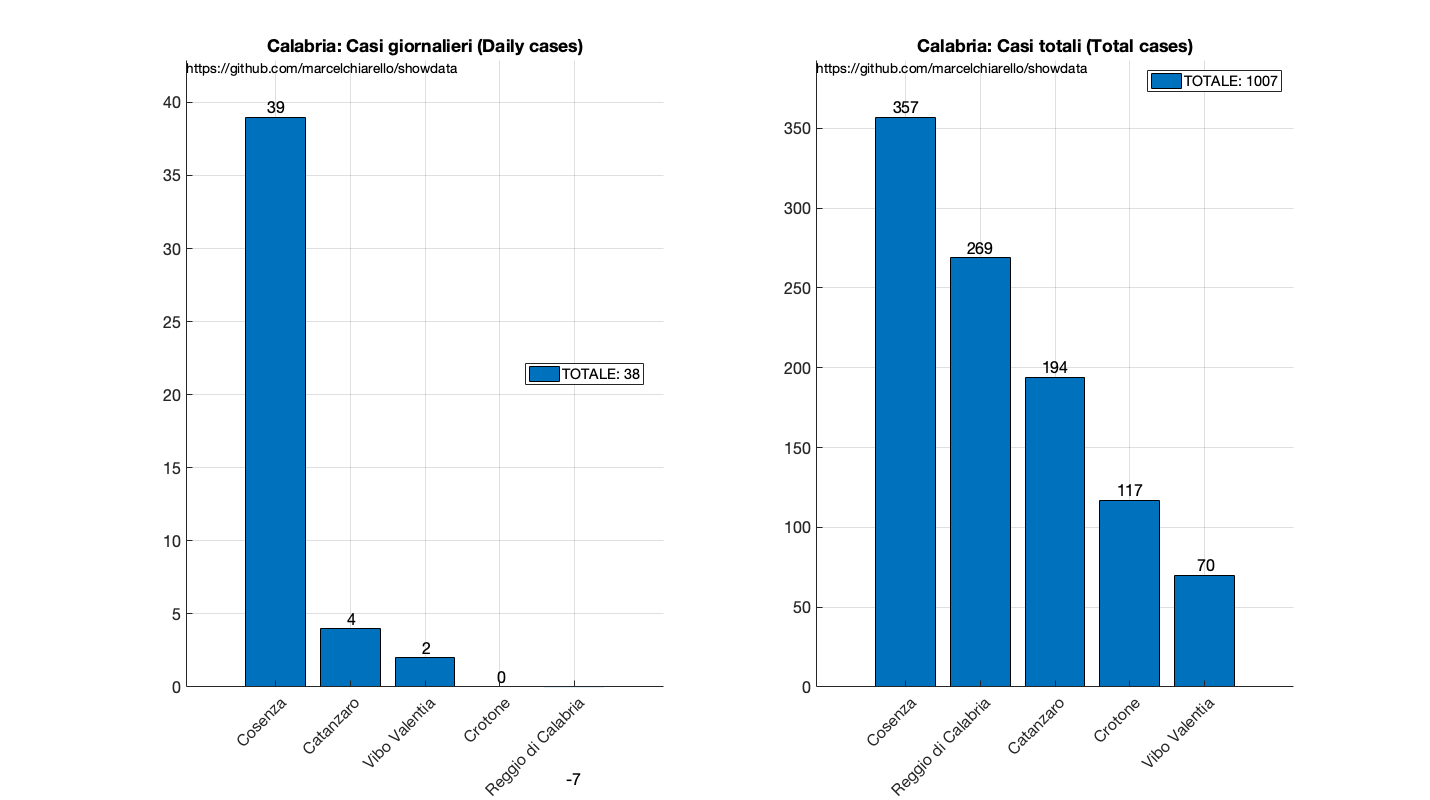 Calabria: Casi giornalieri (Daily cases)
https://github.com/marcelchiarello/showdata
40
35
30
25
20
15
10
5
0
39
4
2
0
-7
TOTALE: 38
Cosenza
Catanzaro
Vibo Valentia
Crotone
Reggio di Calabria
Calabria: Casi totali (Total cases)
https://github.com/marcelchiarello/showdata
TOTALE: 1007
350
300
250
200
150
100
50
0
357
269
194
117
70
Cosenza
Reggio di Calabria
Catanzaro
Crotone
Vibo Valentia